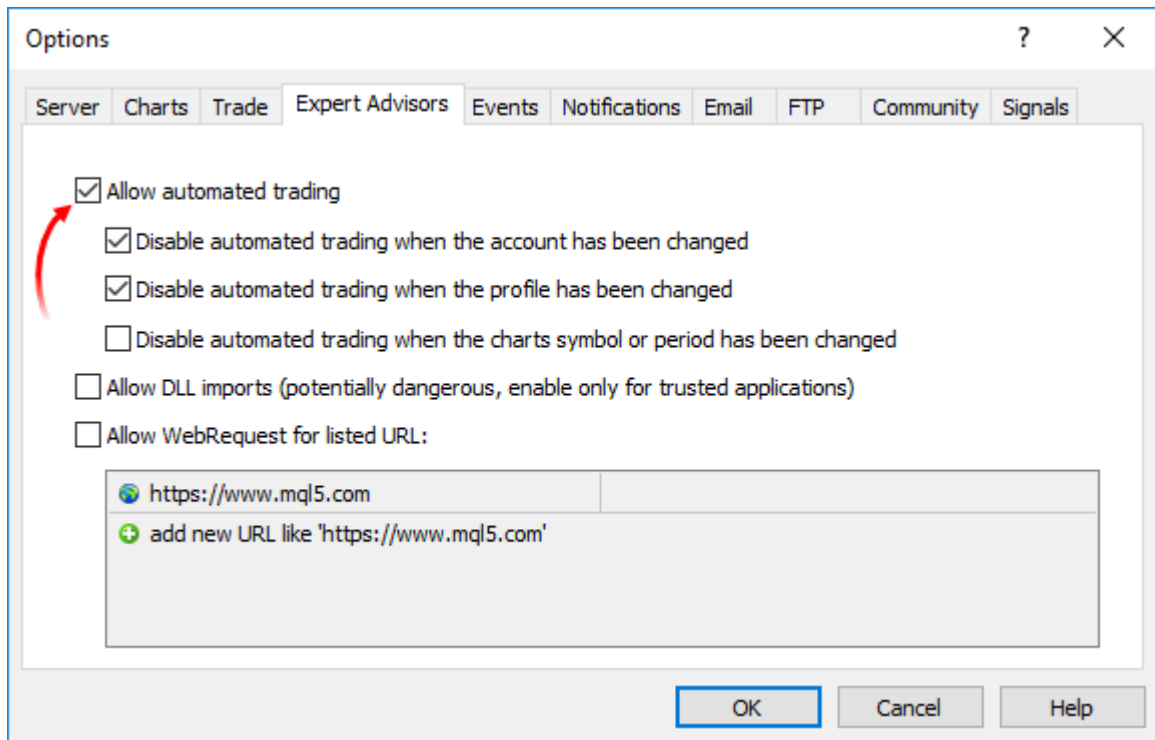 Options
?
Server Charts Trade Expert Advisors Events Notifications Email FTP Community Signals
Allow automated trading
Disable automated trading when the account has been changed
Disable automated trading when the profile has been changed
Disable automated trading when the charts symbol or period has been changed
Allow DLL imports (potentially dangerous, enable only for trusted applications)
Allow WebRequest for listed URL:
https://www.mql5.com
add new URL like 'https://www.mql5.com'
OK Cancel Help